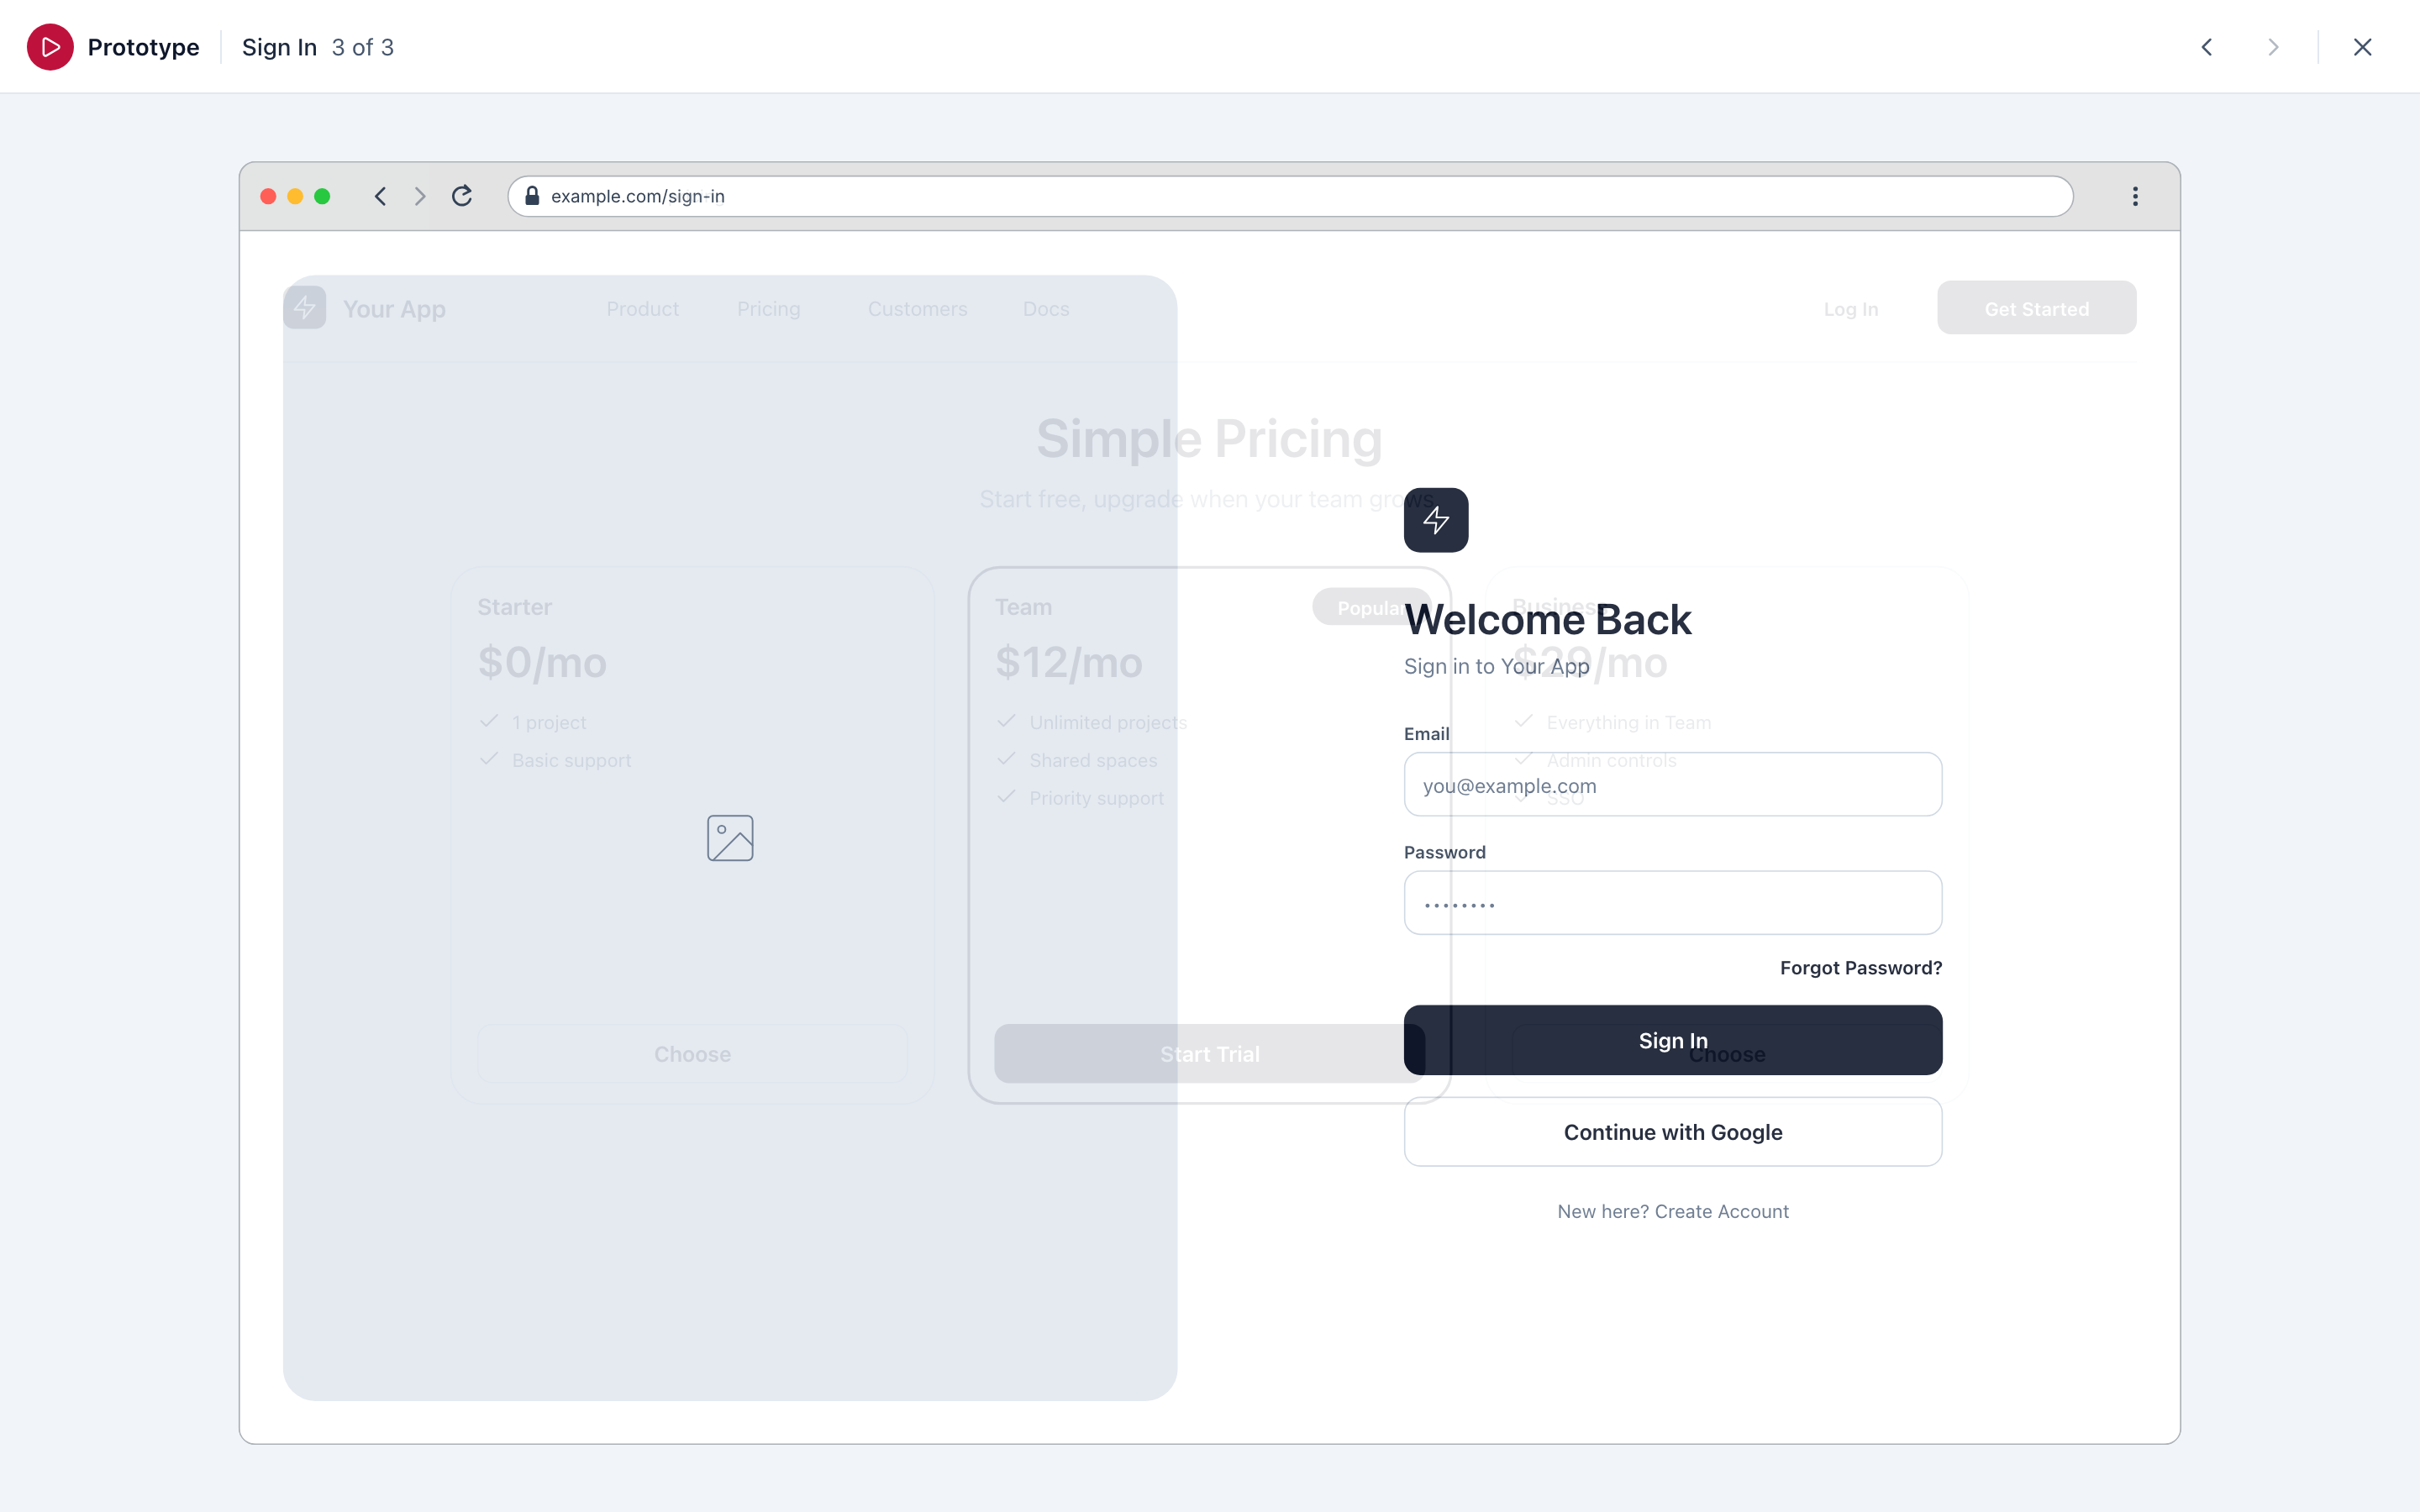 Prototype
Sign In 3 of 3
example.com/sign-in
Your App
Product
Pricing
Customers
Docs
Log In
Get Started
Simple Pricing
Start free, upgrade when your team grows
Starter
$0/mo
1 project
Basic support
Choose
Team
Popular
$12/mo
Unlimited projects
Shared spaces
Priority support
Start Trial
Business
$29/mo
Everything in Team
Admin controls
SSO
Choose
Welcome Back
Sign in to Your App
Email
you@example.com
Password
Forgot Password?
Sign In
Continue with Google
New here? Create Account